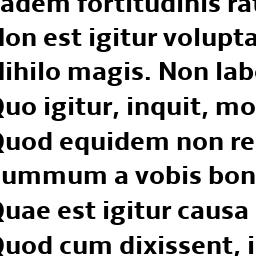 adem fortitudinis rat
Non est igitur volupta
Nihilo magis. Non lab
Quo igitur, inquit, mo
Quod equidem non re
ummum a vobis bon
Quae est igitur causa
Quod cum dixissent, i